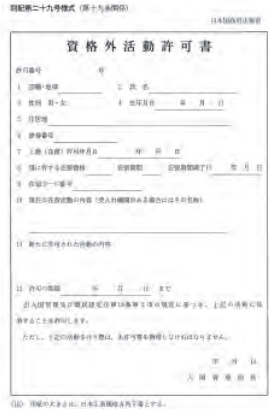 別記第二十九号様式（第十九条関係）
日本国政府法務省
資格外活動許可書
許可番号 号
1 国籍・地域 2 氏名
3 性別 男・女 4 生年月日 年 月 日
5 住居地
6 旅券番号
7 上陸（在留）許可年月日 年 月 日
8 現に有する在留資格 在留期間 在留期間満了日 年 月 日
9 在留カード番号
10 現在の在留活動の内容（受入れ機関がある場合にはその名称）
11 新たに許可された活動の内容
12 許可の期限 年 月 日 まで
出入国管理及び難民認定法第19条第2項の規定に基づき、上記の活動に従
事することを許可します。
ただし、上記の活動を行う際は、本許可書を携帯しなければなりません。
年 月 日
入国管理局長
（注） 用紙の大きさは、日本工業規格A列